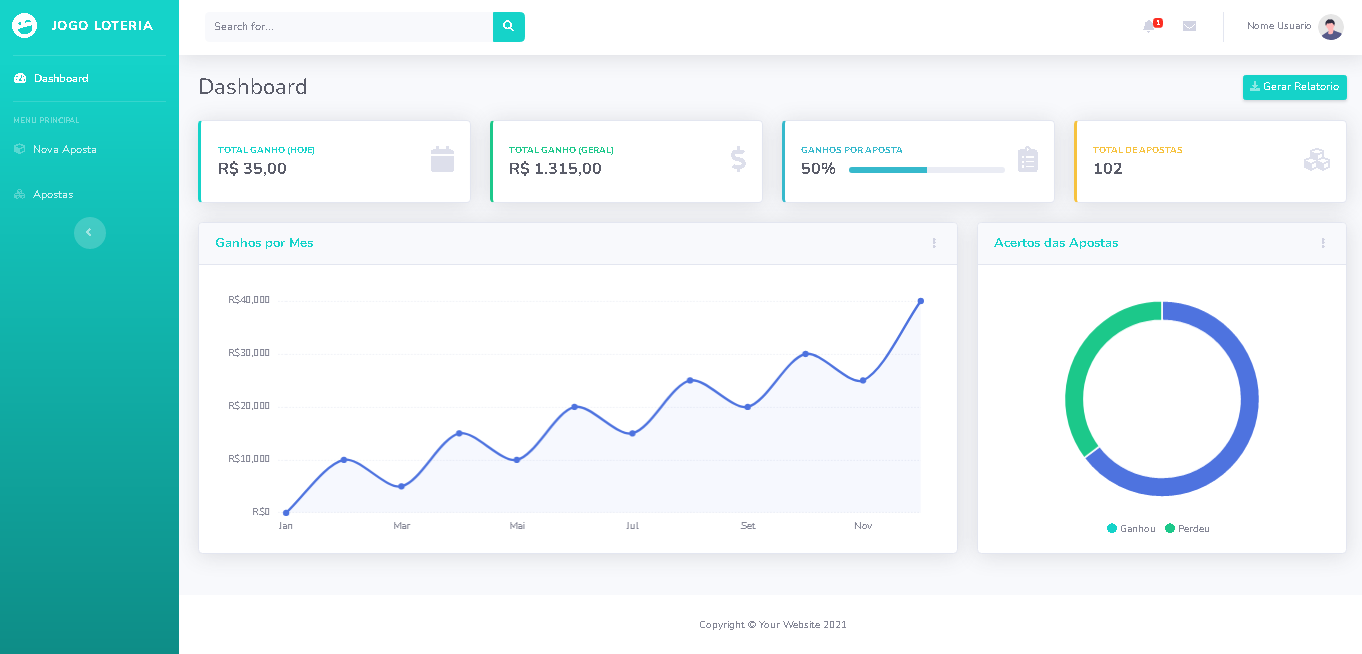 JOGO LOTERIA
Search for...
1
Nome Usuario
Dashboard
MENU PRINCIPAL
Nova Aposta
Apostas
Dashboard
Gerar Relatorio
TOTAL GANHO (HOJE)
R$ 35,00
TOTAL GANHO (GERAL)
R$ 1.315,00
GANHOS POR APOSTA
50%
TOTAL DE APOSTAS
102
Ganhos por Mes
R$40,000
R$30,000
R$20,000
R$10,000
R$0
Jan Mar Mai Jul Set Nov
Acertos das Apostas
Ganhou Perdeu
Copyright © Your Website 2021